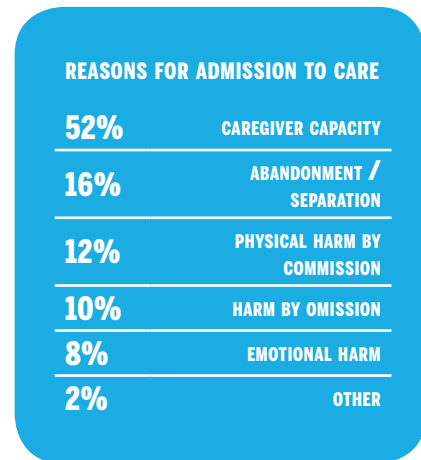 REASONS FOR ADMISSION TO CARE
52% CAREGIVER CAPACITY
16% ABANDONMENT /
SEPARATION
12% PHYSICAL HARM BY
COMMISSION
10% HARM BY OMISSION
8% EMOTIONAL HARM
2% OTHER